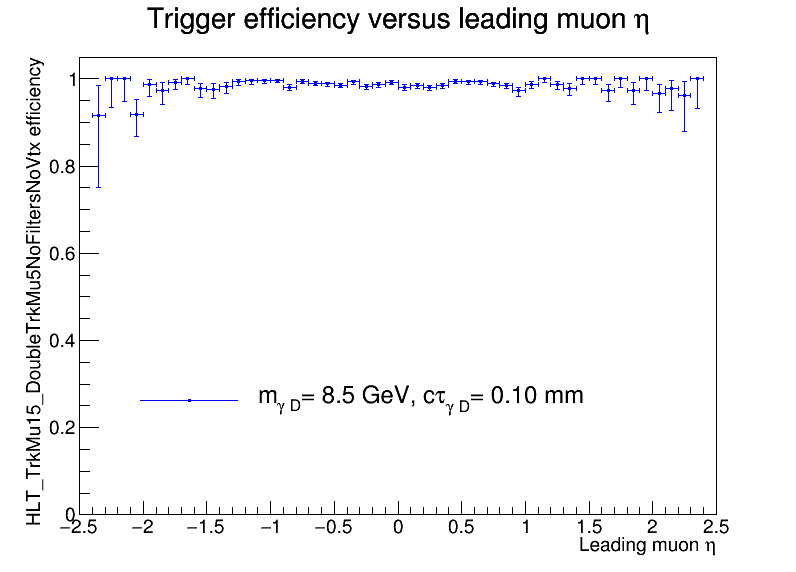 Trigger efficiency versus leading muon η
HLT_TrkMu15_DoubleTrkMu5NoFiltersNoVtx efficiency
1
0.8
0.6
0.4
0.2
0
m_{γ D}= 8.5 GeV, cτ_{γ D}= 0.10 mm
−2.5 −2 −1.5 −1 −0.5 0 0.5 1 1.5 2 2.5
Leading muon η